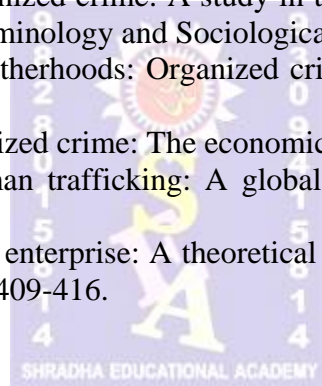 nized crime: A study in t
minology and Sociologica
otherhoods: Organized cri
ized crime: The economic
man trafficking: A global
enterprise: A theoretical
409-416.
SHRADHA EDUCATIONAL ACADEMY